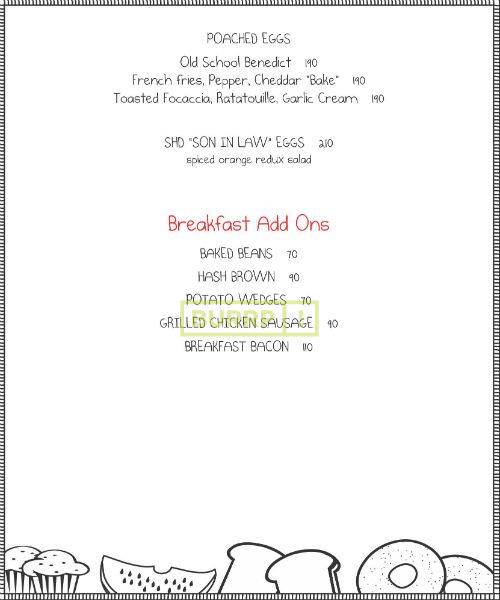 POACHED EGGS
Old School Benedict 190
French fries, Pepper, Cheddar "Bake" 190
Toasted Focaccia, Ratatouille, Garlic Cream 190
SHD "SON IN LAW" EGGS 210
spiced orange redux salad
Breakfast Add Ons
BAKED BEANS 70
HASH BROWN 90
POTATO WEDGES 70
BURRP!
GRILLED CHICKEN SAUSAGE 90
BREAKFAST BACON 110